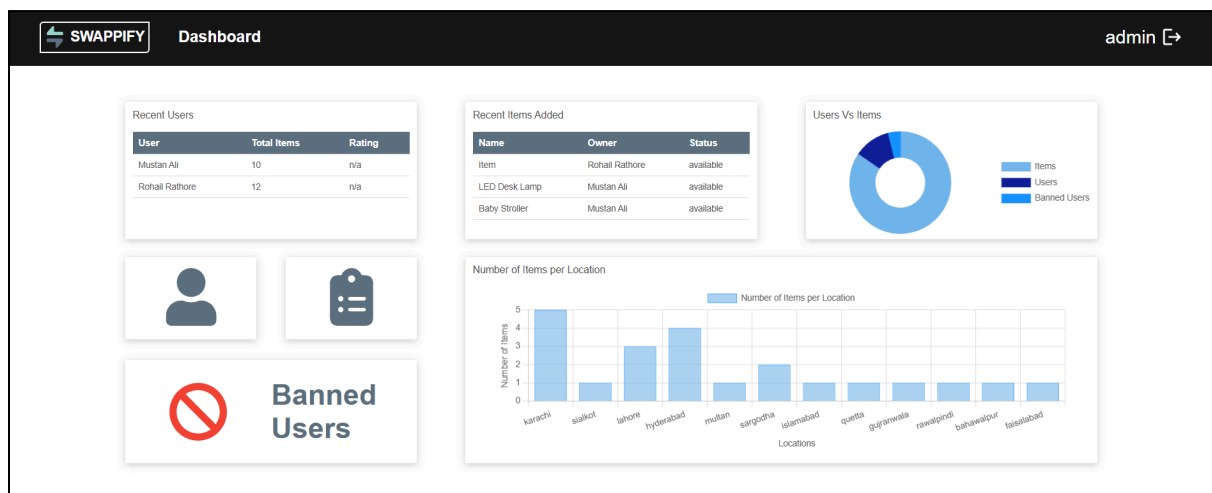 SWAPPIFY Dashboard admin
Recent Users
User Total Items Rating
Mustan Ali 10 n/a
Rohail Rathore 12 n/a
Recent Items Added
Name Owner Status
Item Rohail Rathore available
LED Desk Lamp Mustan Ali available
Baby Stroller Mustan Ali available
Users Vs Items
Items
Users
Banned Users
Banned
Users
Number of Items per Location
Number of Items per Location
Number of Items
5
4
3
2
1
0
karachi sialkot lahore hyderabad multan sargodha islamabad quetta gujranwala rawalpindi bahawalpur faisalabad
Locations